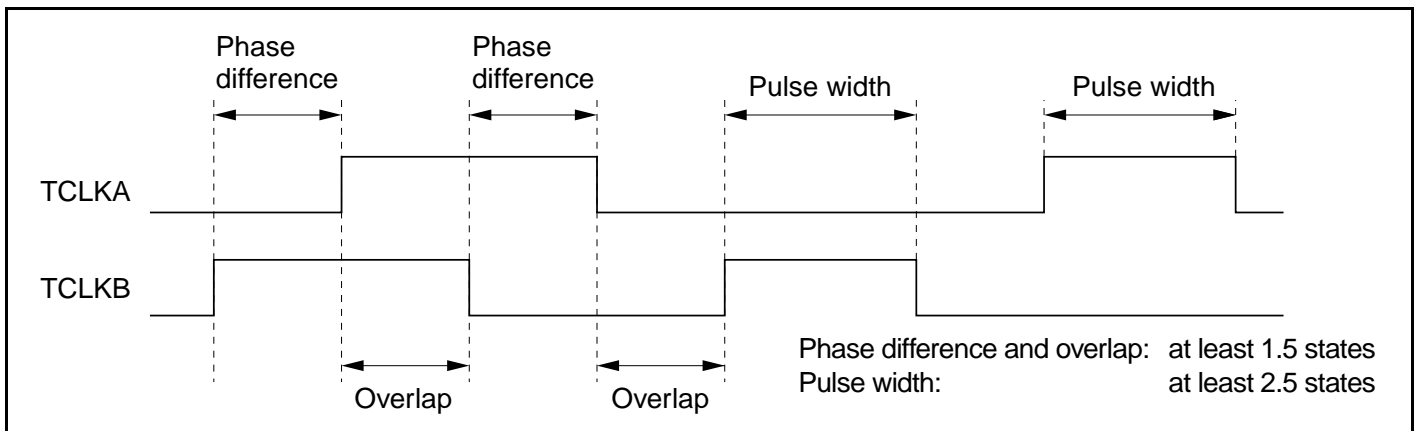 Phase
difference
Phase
difference
Pulse width
Pulse width
TCLKA
TCLKB
Overlap
Overlap
Phase difference and overlap: at least 1.5 states
Pulse width: at least 2.5 states